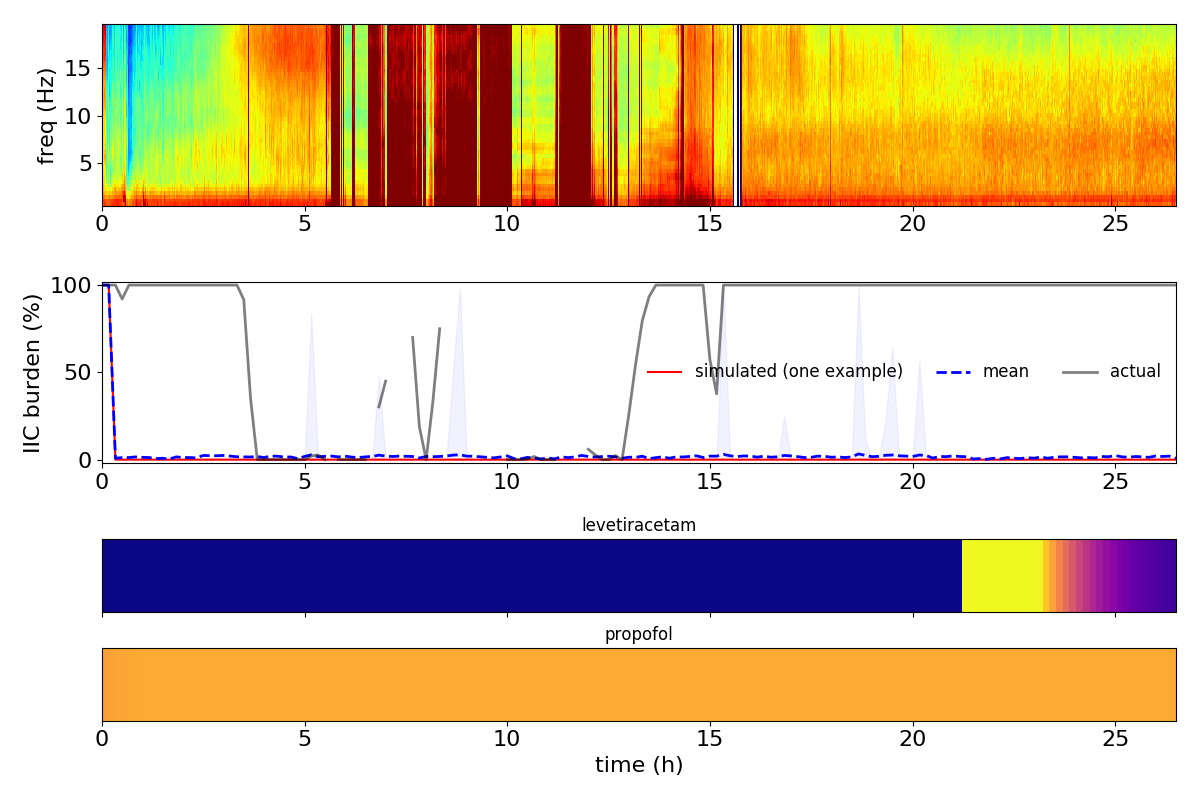 freq (Hz)
15
10
5
0 5 10 15 20 25
IIC burden (%)
100
50
0
simulated (one example) mean actual
0 5 10 15 20 25
levetiracetam
propofol
0 5 10 15 20 25
time (h)